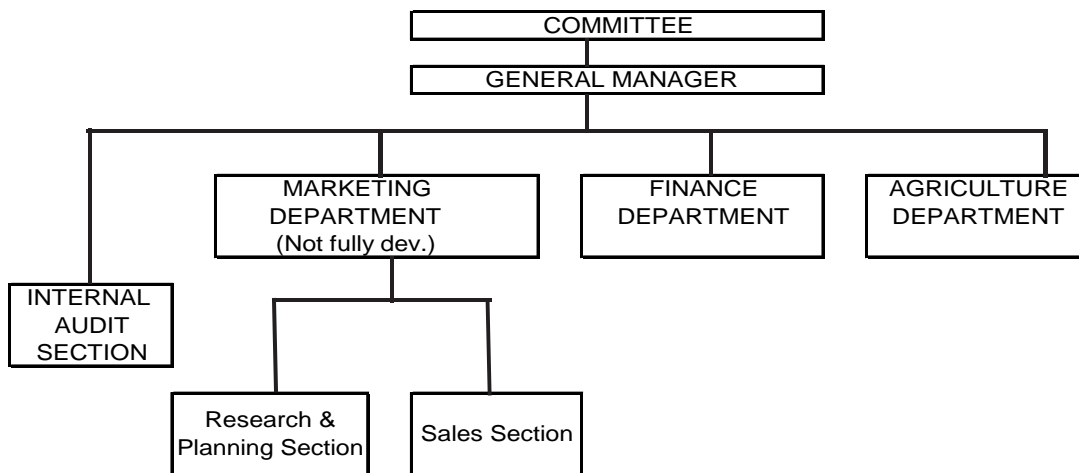 COMMITTEE
GENERAL MANAGER
MARKETING
DEPARTMENT
(Not fully dev.)
FINANCE
DEPARTMENT
AGRICULTURE
DEPARTMENT
INTERNAL
AUDIT
SECTION
Research &
Planning Section
Sales Section